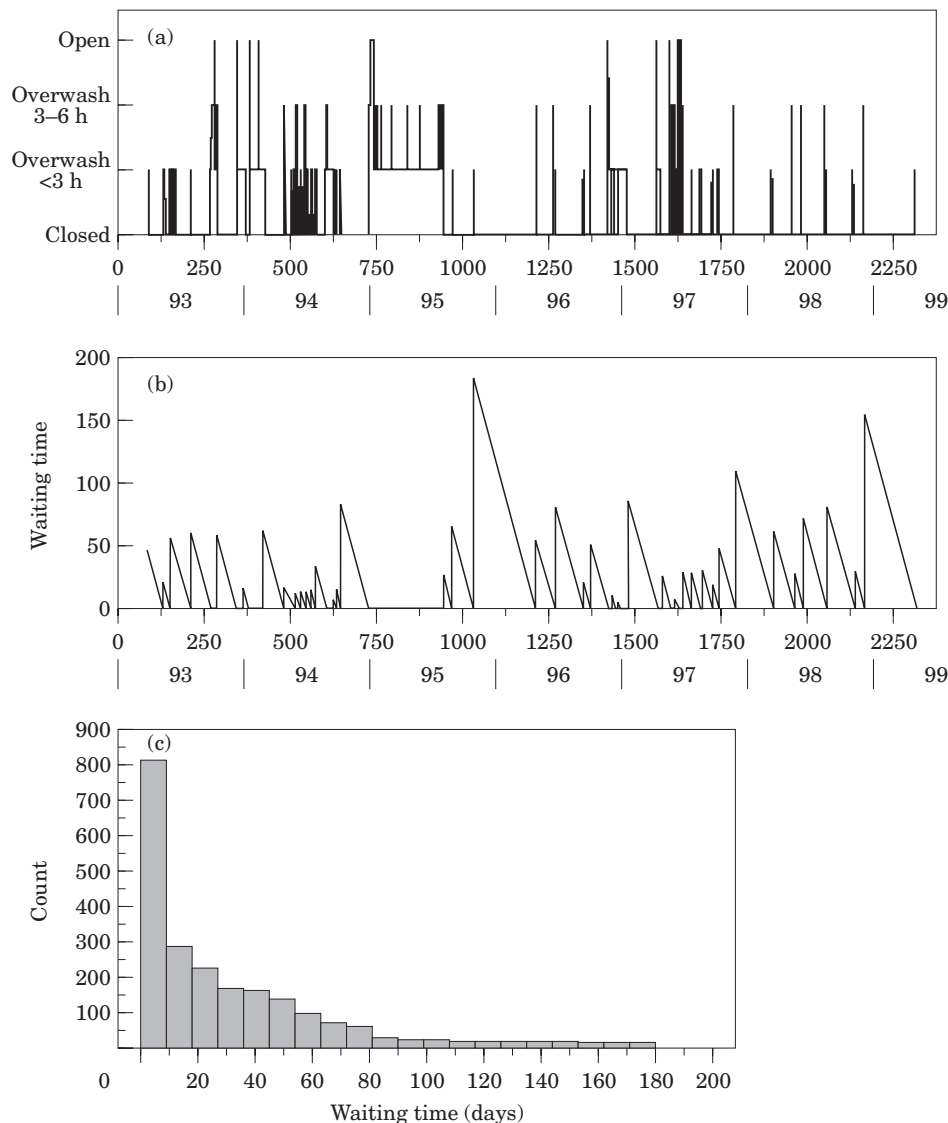 (a)
Open
Overwash
3–6 h
Overwash
<3 h
Closed
0 250 500 750 1000 1250 1500 1750 2000 2250
93 94 95 96 97 98 99
200
(b)
150
Waiting time
100
50
0
0 250 500 750 1000 1250 1500 1750 2000 2250
93 94 95 96 97 98 99
900
(c)
800
700
600
500
Count
400
300
200
100
0 20 40 60 80 100 120 140 160 180 200
Waiting time (days)